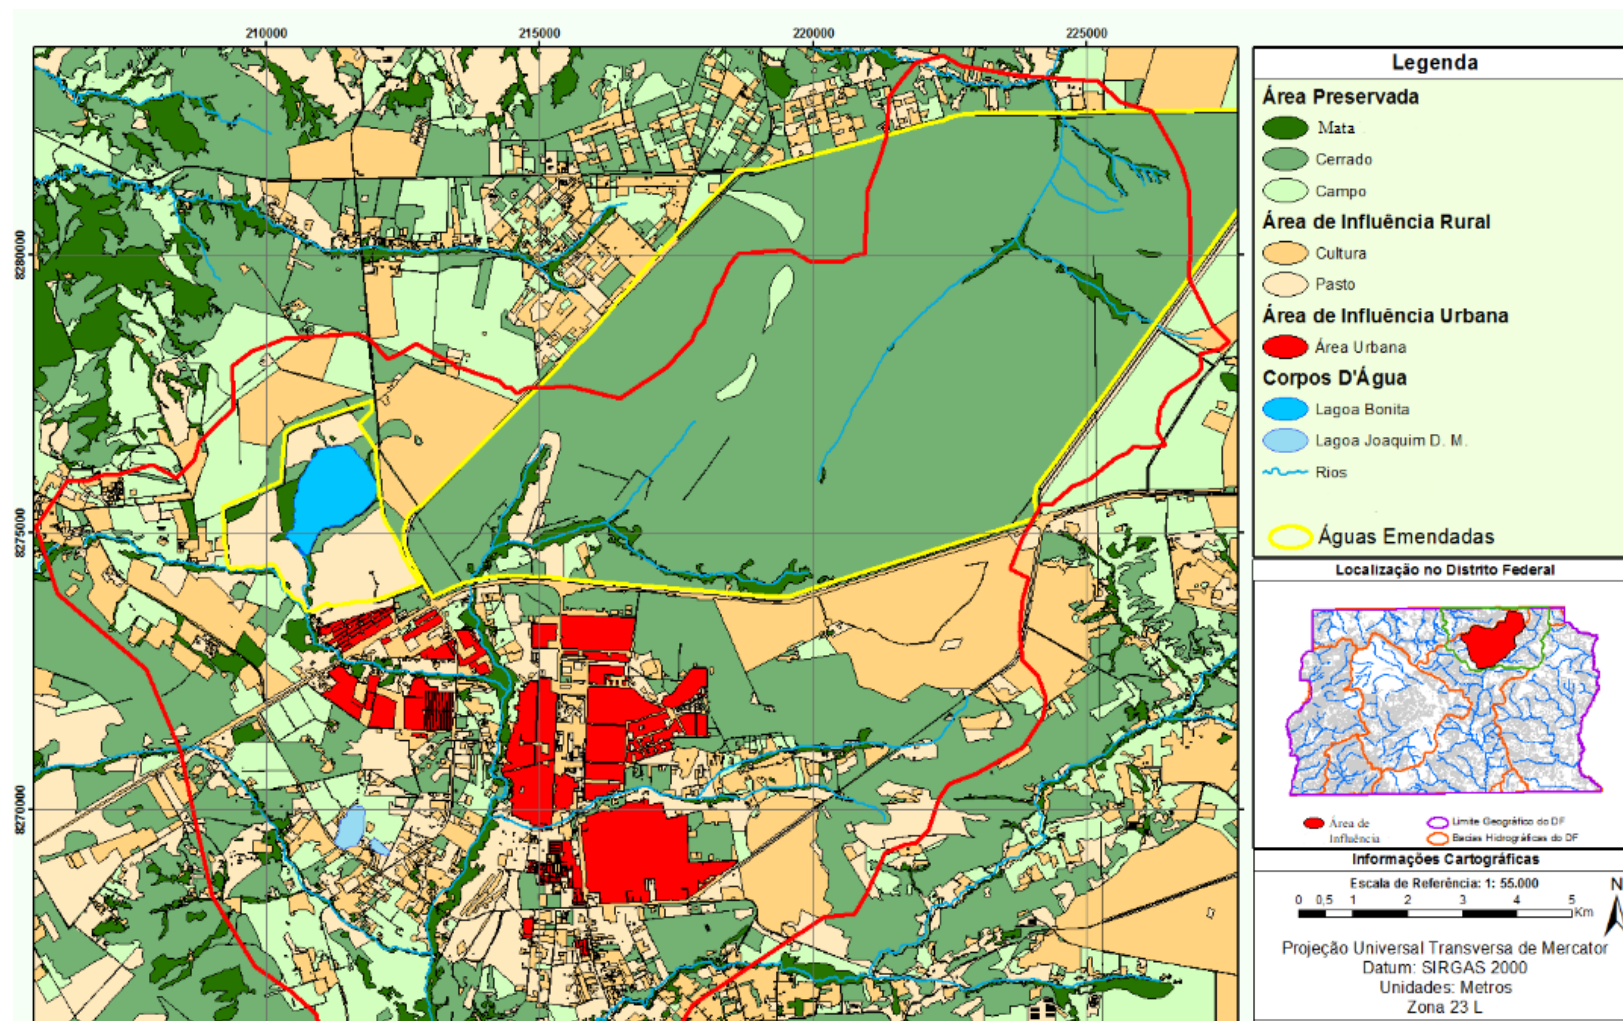 210000
215000
220000
225000
8280000
8275000
8270000
Legenda
Área Preservada
Mata
Cerrado
Campo
Área de Influência Rural
Cultura
Pasto
Área de Influência Urbana
Área Urbana
Corpos D'Água
Lagoa Bonita
Lagoa Joaquim D. M.
Rios
Águas Emendadas
Localização no Distrito Federal
Área de
Influência
Limite Geográfico do DF
Bacias Hidrográficas do DF
Informações Cartográficas
Escala de Referência: 1: 55.000
N
0 0,5 1 2 3 4 5
Km
Projeção Universal Transversa de Mercator
Datum: SIRGAS 2000
Unidades: Metros
Zona 23 L